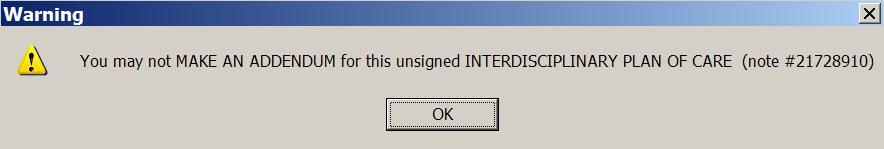 Warning
You may not MAKE AN ADDENDUM for this unsigned INTERDISCIPLINARY PLAN OF CARE (note #21728910)
OK